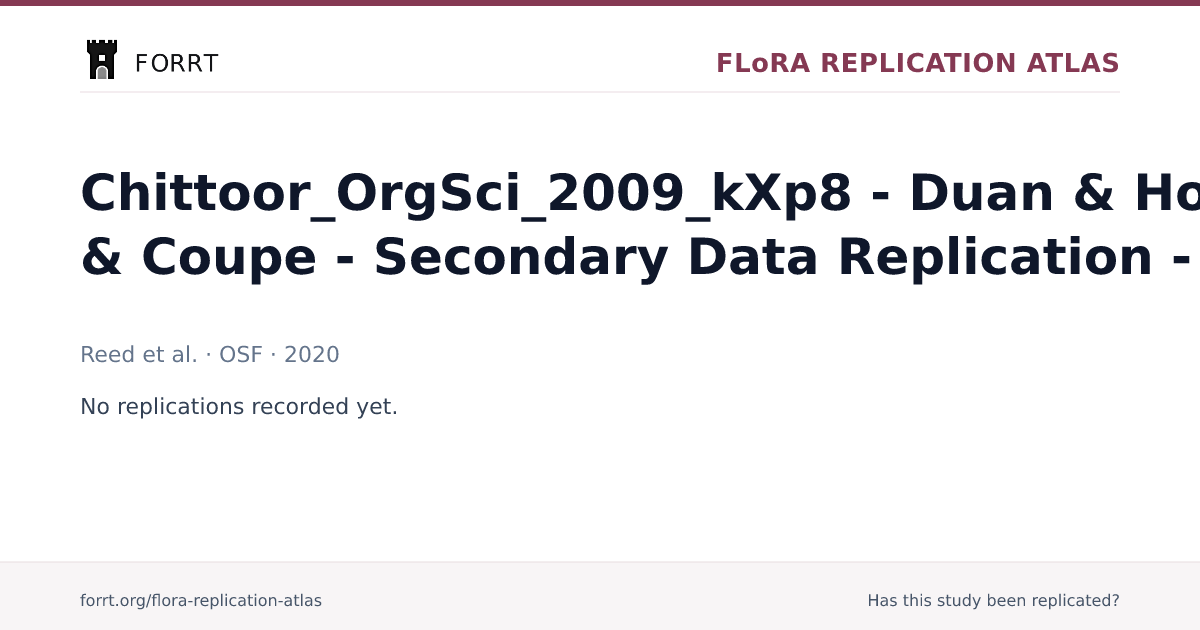 FORRT
FLoRA REPLICATION ATLAS
Chittoor_OrgSci_2009_kXp8 - Duan &
& Coupe - Secondary Data Replication -
Reed et al. · OSF · 2020
No replications recorded yet.
forrt.org/flora-replication-atlas
Has this study been replicated?